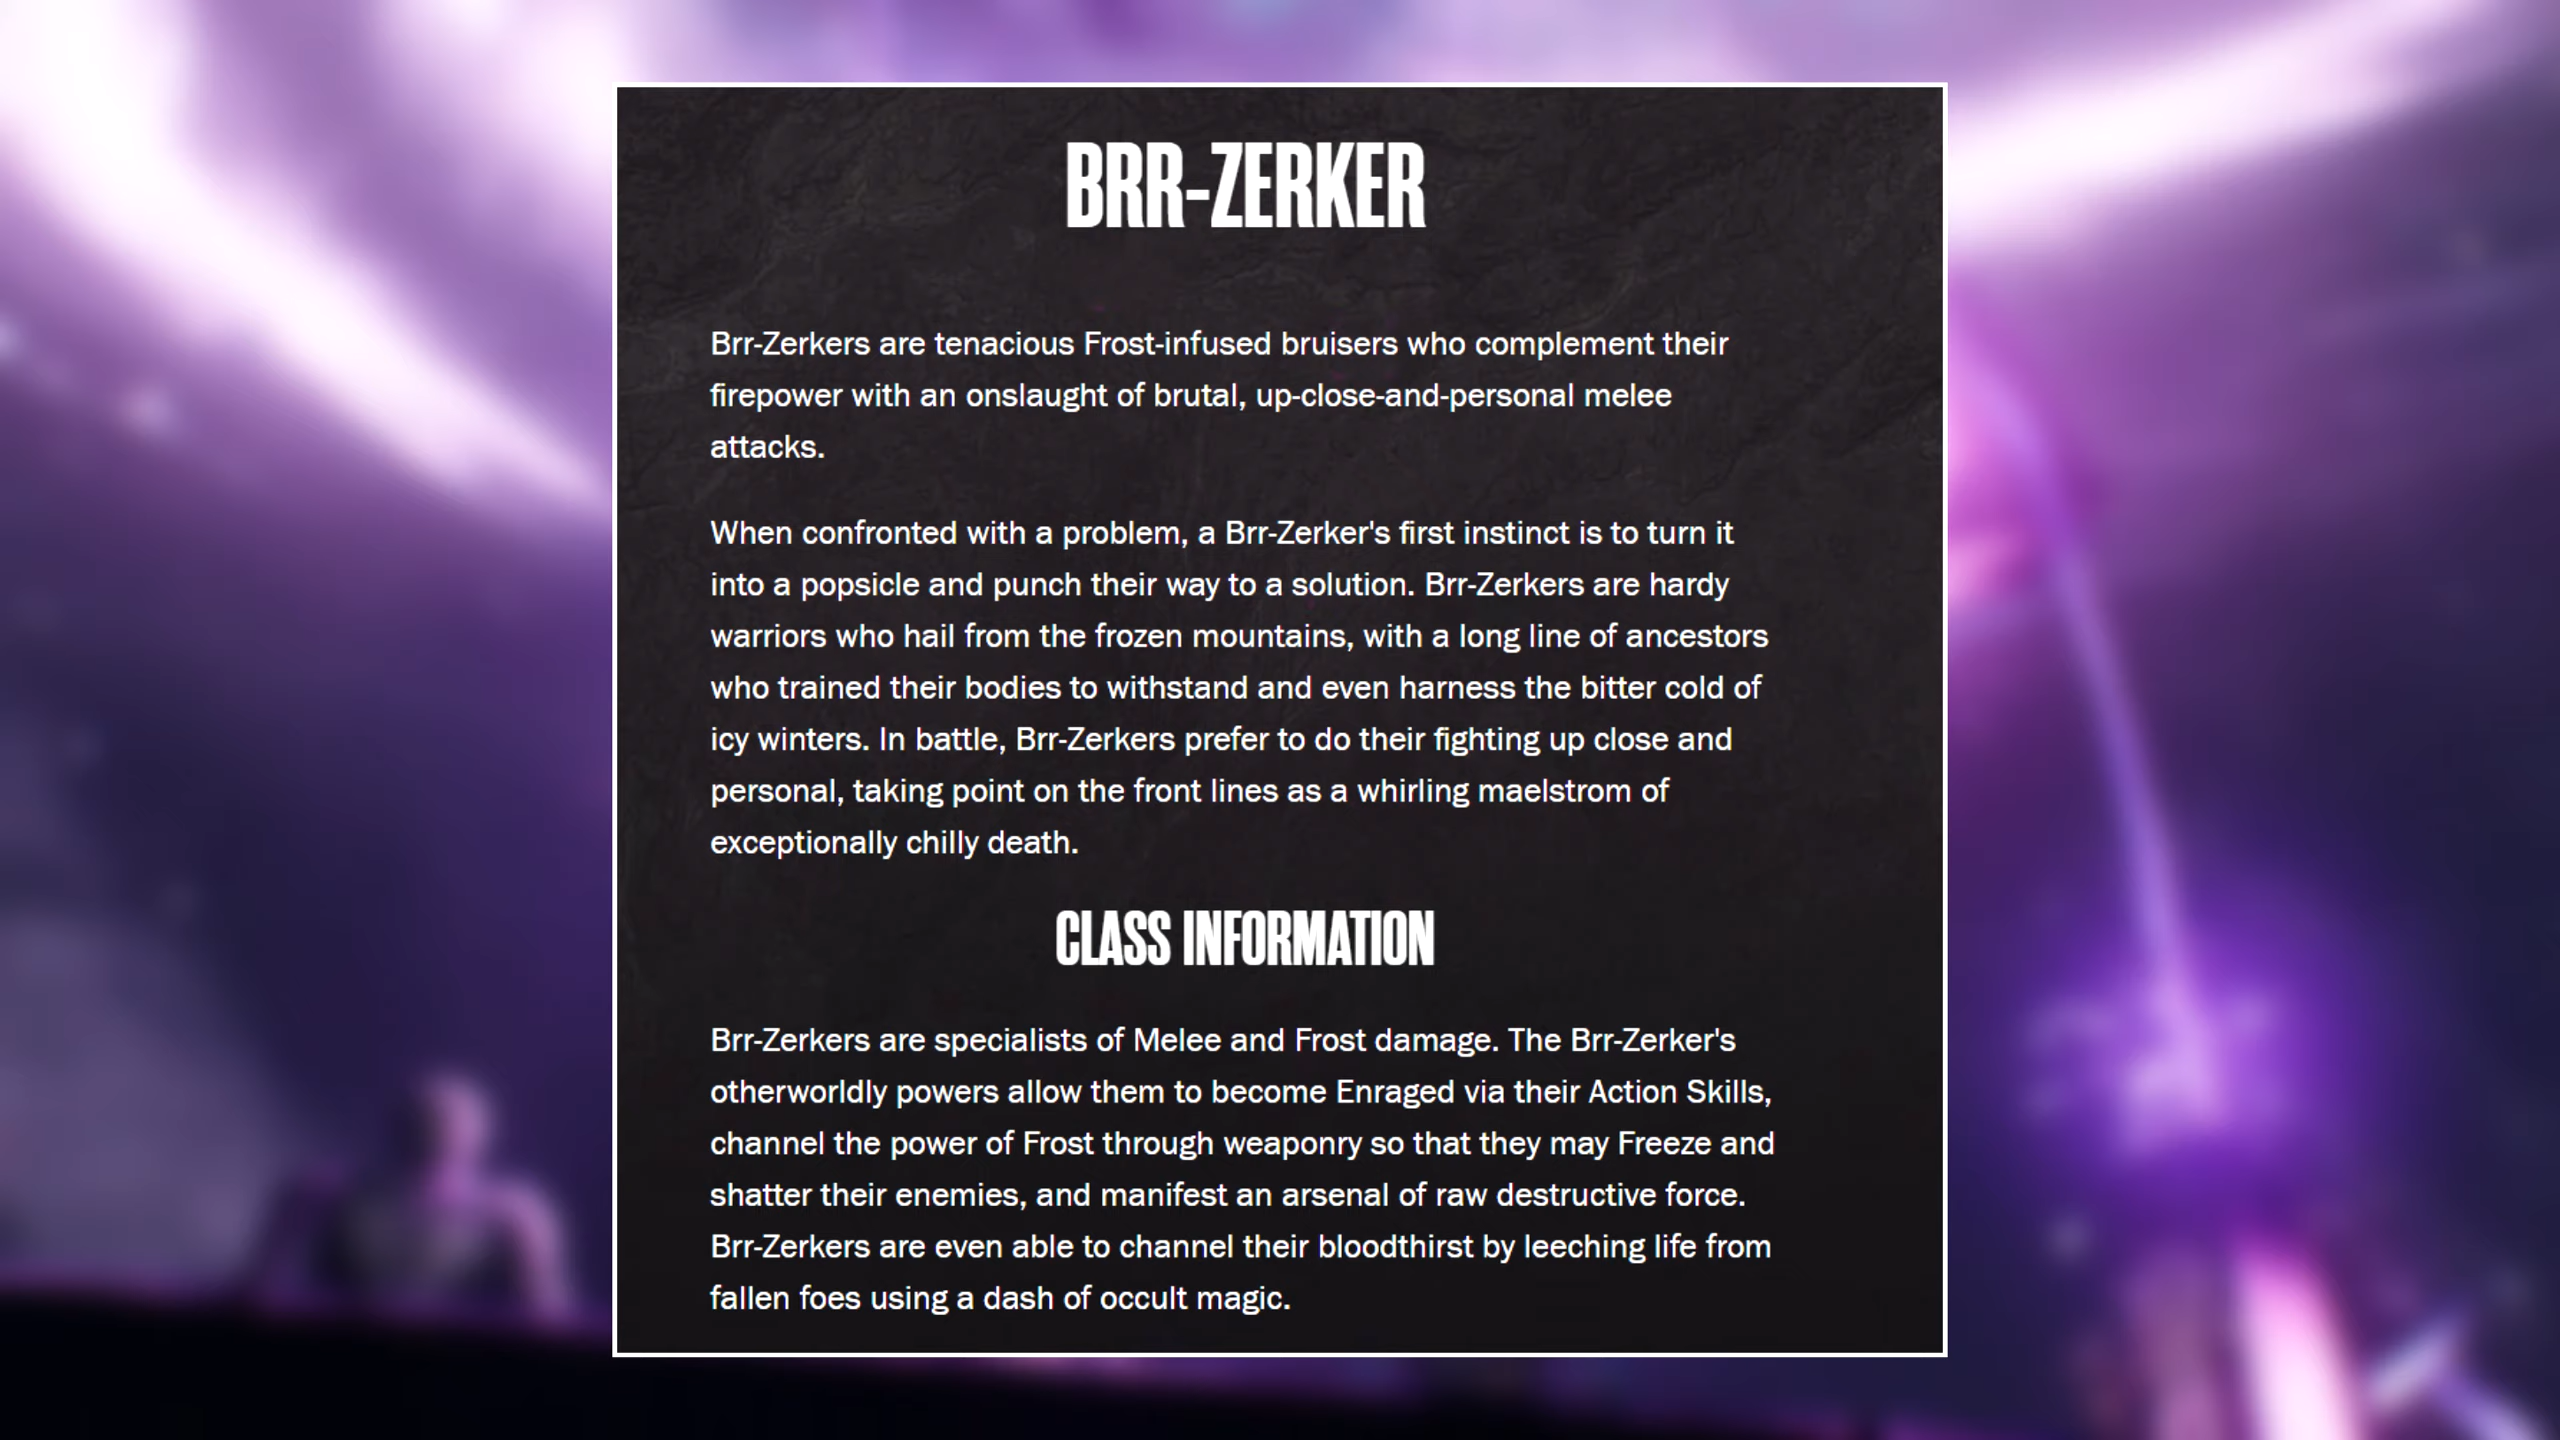 BRR-ZERKER
Brr-Zerkers are tenacious Frost-infused bruisers who complement their
firepower with an onslaught of brutal, up-close-and-personal melee
attacks.
When confronted with a problem, a Brr-Zerker's first instinct is to turn it
into a popsicle and punch their way to a solution. Brr-Zerkers are hardy
warriors who hail from the frozen mountains, with a long line of ancestors
who trained their bodies to withstand and even harness the bitter cold of
icy winters. In battle, Brr-Zerkers prefer to do their fighting up close and
personal, taking point on the front lines as a whirling maelstrom of
exceptionally chilly death.
CLASS INFORMATION
Brr-Zerkers are specialists of Melee and Frost damage. The Brr-Zerker's
otherworldly powers allow them to become Enraged via their Action Skills,
channel the power of Frost through weaponry so that they may Freeze and
shatter their enemies, and manifest an arsenal of raw destructive force.
Brr-Zerkers are even able to channel their bloodthirst by leeching life from
fallen foes using a dash of occult magic.